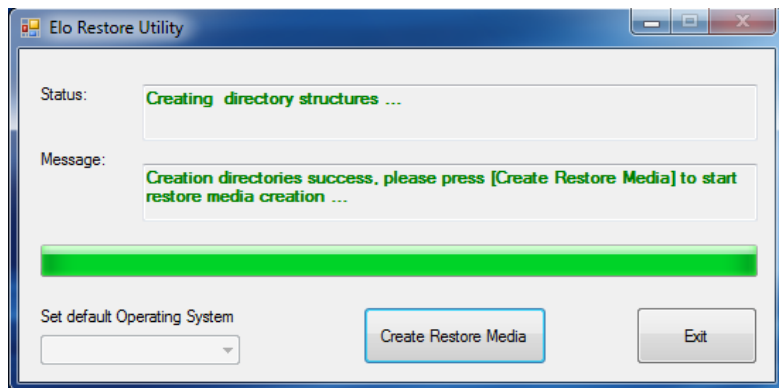 Elo Restore Utility
Status:
Creating  directory structures ...
Message:
Creation directories success, please press [Create Restore Media] to start
restore media creation ...
Set default Operating System
Create Restore Media
Exit